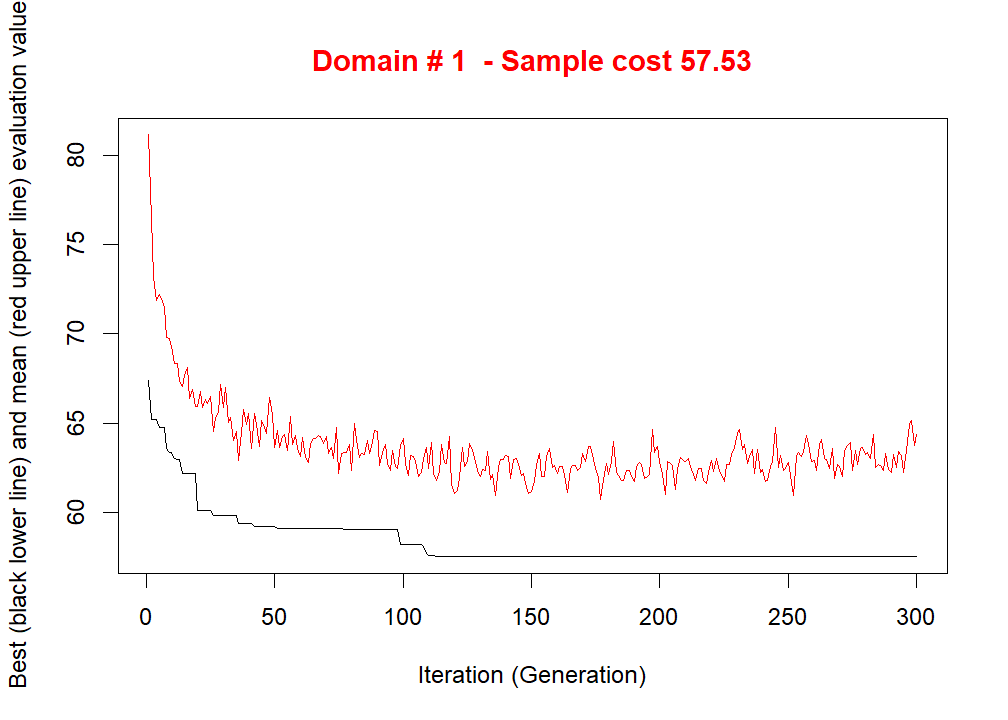 Domain # 1  - Sample cost 57.53
Best (black lower line) and mean (red upper line) evaluation value
80
75
70
65
60
0 50 100 150 200 250 300
Iteration (Generation)